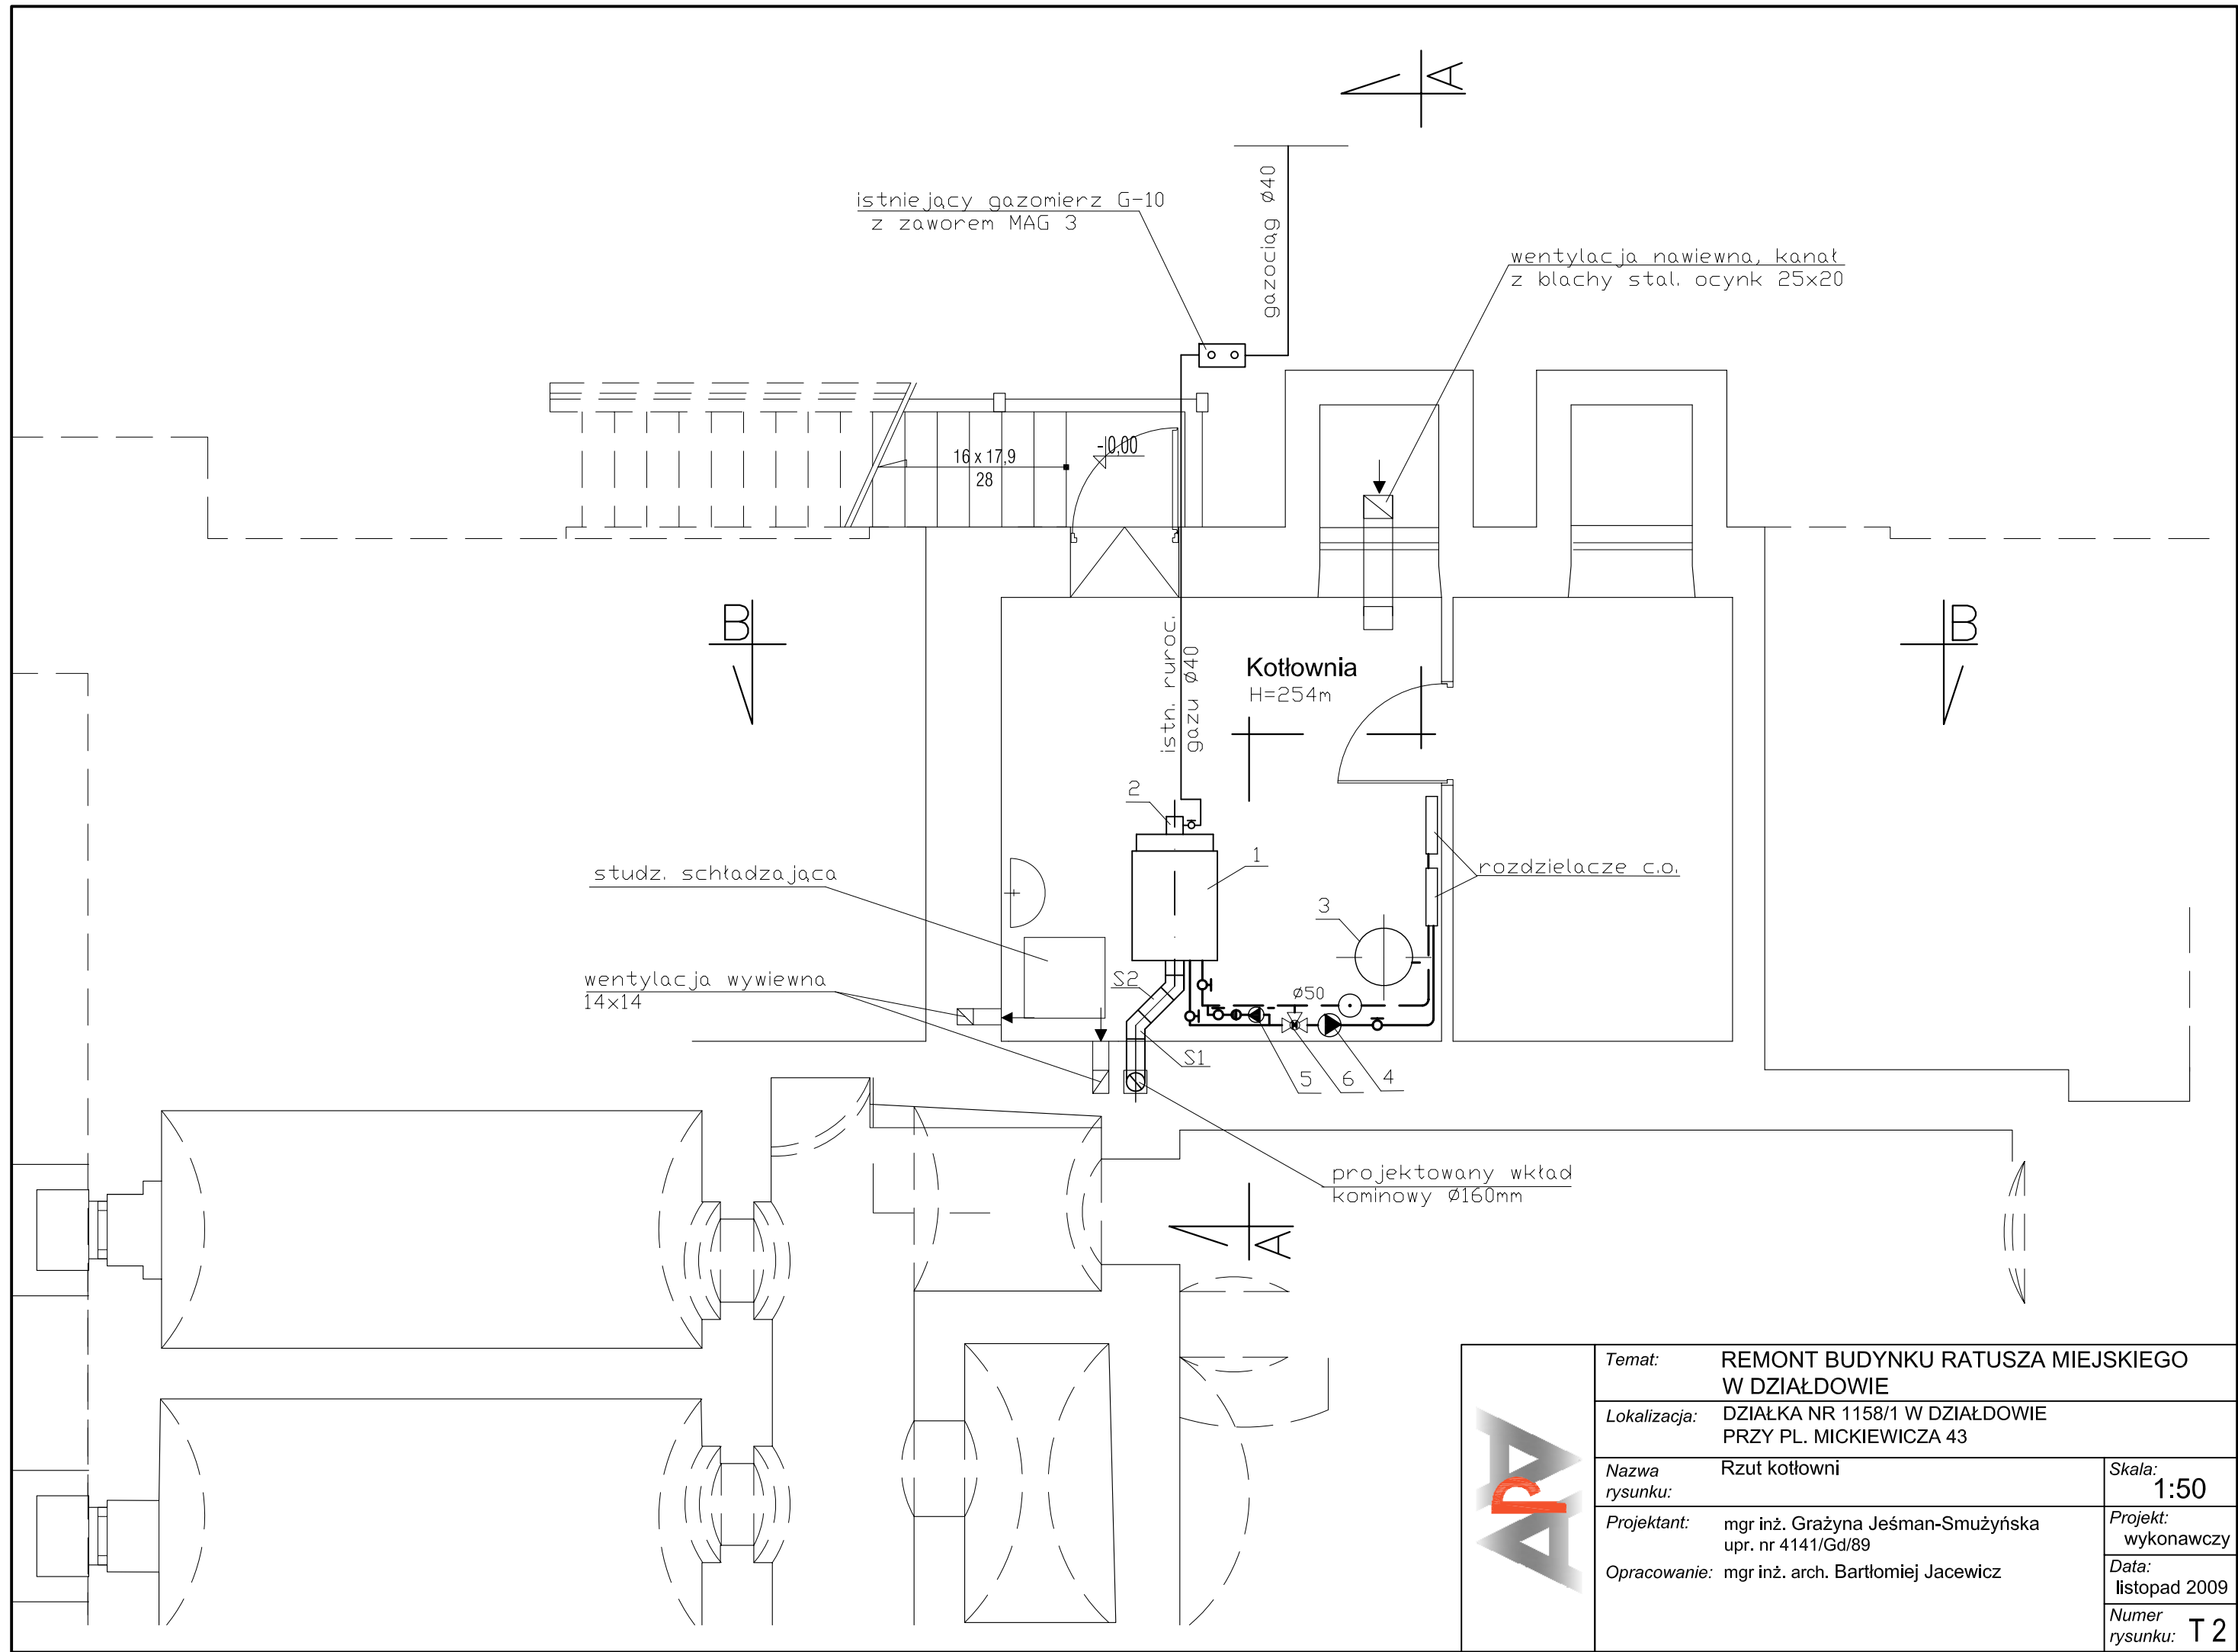 A
istniejący gazomierz G-10
z zaworem MAG 3
gazociąg ø40
wentylacja nawiewna, kanał
z blachy stal. ocynk 25x20
16 x 17,9
28
-10,00
B
B
istn. ruroc.
gazu ø40
Kotłownia
H=254m
2
1
studz. schładzająca
rozdzielacze c.o.
3
wentylacja wywiewna
14x14
S2
ø50
S1
5
6
4
projektowany wkład
kominowy ø160mm
A
APA
Temat: REMONT BUDYNKU RATUSZA MIEJSKIEGO
W DZIAŁDOWIE
Lokalizacja: DZIAŁKA NR 1158/1 W DZIAŁDOWIE
PRZY PL. MICKIEWICZA 43
Nazwa
rysunku: Rzut kotłowni
Skala:
1:50
Projektant: mgr inż. Grażyna Jeśman-Smużyńska
upr. nr 4141/Gd/89
Opracowanie: mgr inż. arch. Bartłomiej Jacewicz
Projekt:
wykonawczy
Data:
listopad 2009
Numer
rysunku: T 2